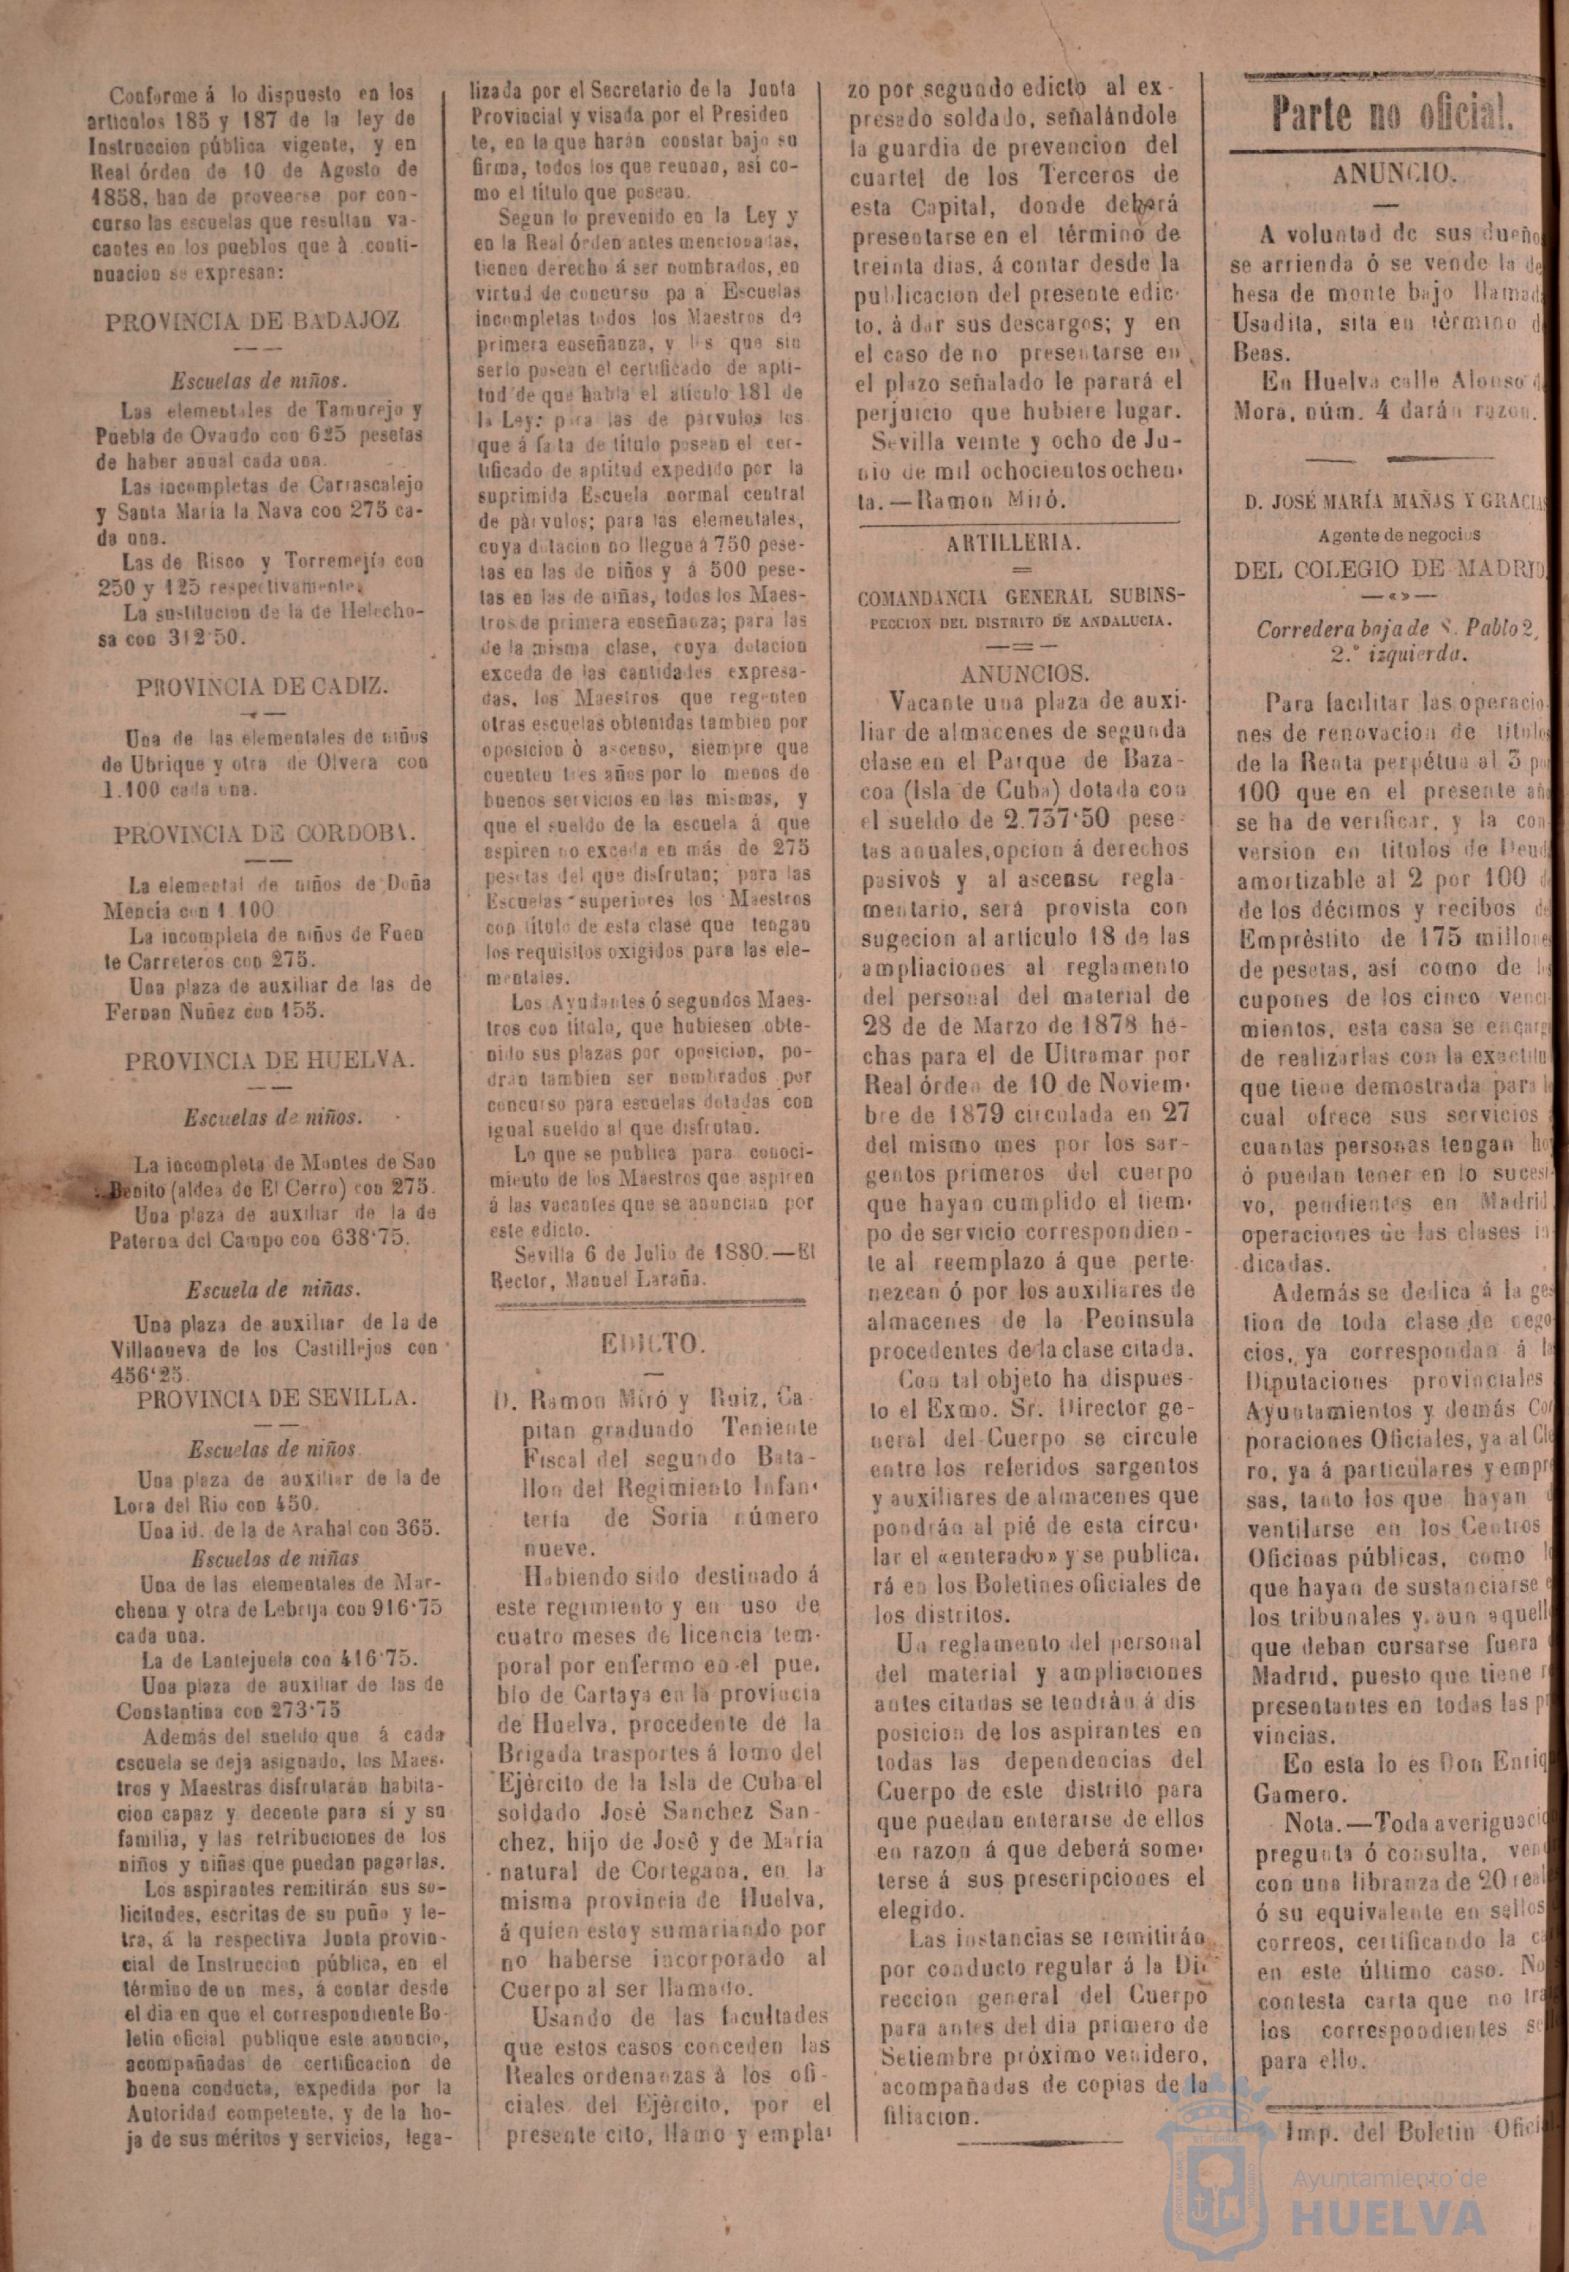 Conforme á lo dispuesto en los
artículos 185 y 187 de la ley de
Instruccion pública vigente, y en
Real órden de 10 de Agosto de
1858, han de proveerse por con-
curso las escuelas que resultan va-
cantes en los pueblos que à conti-
nuacion se expresan:
PROVINCIA DE BADAJOZ
Escuelas de niños.
Las elementales de Tamurejo y
Puebla de Ovando con 625 pesetas
de haber anual cada una.
Las incompletas de Carrascalejo
y Santa María la Nava con 275 ca-
da una.
Las de Risco y Torremejía con
250 y 125 respectivamente.
La sustitucion de la de Helecho-
sa con 312'50.
PROVINCIA DE CADIZ.
Una de las elementales de niños
de Ubrique y otra de Olvera con
1.100 cada una.
PROVINCIA DE CORDOBA.
La elemental de niños de Doña
Mencia con 1.100
La incompleta de niños de Fuen
te Carreteros con 275.
Una plaza de auxiliar de las de
Fernan Nuñez con 155.
PROVINCIA DE HUELVA.
Escuelas de niños.
La incompleta de Montes de San
Benito (aldea de El Cerro) con 275.
Una plaza de auxiliar de la de
Paterna del Campo con 638'75.
Escuela de niñas.
Una plaza de auxiliar de la de
Villanueva de los Castillejos con
456'25.
PROVINCIA DE SEVILLA.
Escuelas de niños.
Una plaza de auxiliar de la de
Lora del Rio con 450.
Una id. de la de Arahal con 365.
Escuelas de niñas
Una de las elementales de Mar-
chena y otra de Lebrija con 916'75
cada una.
La de Lantejuela con 416'75.
Una plaza de auxiliar de las de
Constantina con 273'75
Además del sueldo que á cada
escuela se deja asignado, los Maes-
tros y Maestras disfrutarán habita-
cion capaz y decente para sí y su
familia, y las retribuciones de los
niños y niñas que puedan pagarlas.
Los aspirantes remitirán sus so-
licitudes, escritas de su puño y le-
tra, á la respectiva Junta provin-
cial de Instruccion pública, en el
término de un mes, á contar desde
el dia en que el correspondiente Bo-
letin oficial publique este anuncio,
acompañadas de certificacion de
buena conducta, expedida por la
Autoridad competente, y de la ho-
ja de sus méritos y servicios, lega-
lizada por el Secretario de la Junta
Provincial y visada por el Presiden
te, en la que harán constar bajo su
firma, todos los que reunan, así co-
mo el título que posean.
Segun lo prevenido en la Ley y
en la Real órden antes mencionadas,
tienen derecho á ser nombrados, en
virtud de concurso pa a Escuelas
incompletas todos los Maestros de
primera enseñanza, y los que sin
serlo posean el certificado de apti-
tud de que habla el atículo 181 de
la Ley: para las de párvulos los
que á falta de título posean el cer-
tificado de aptitud expedido por la
suprimida Escuela normal central
de pàrvulos; para las elementales,
cuya dotacion no llegue á 750 pese-
tas en las de niños y á 500 pese-
tas en las de niñas, todos los Maes-
tros de primera enseñanza; para las
de la misma clase, cuya dotacion
exceda de las cantidades expresa-
das, los Maestros que regenten
otras escuelas obtenidas tambien por
oposicion ò ascenso, siempre que
cuenten tres años por lo menos de
buenos servicios en las mismas, y
que el sueldo de la escuela á que
aspiren no exceda en más de 275
pesetas del que disfrutan; para las
Escuelas superiores los Maestros
con título de esta clase que tengan
los requisitos oxigidos para las ele-
mentales.
Los Ayudantes ó segundos Maes-
tros con título, que hubiesen obte-
nido sus plazas por oposicion, po-
dran tambien ser nombrados por
concurso para escuelas dotadas con
igual sueldo al que disfrutan.
Lo que se publica para conoci-
miento de los Maestros que aspiren
á las vacantes que se anuncian por
este edicto.
Sevilla 6 de Julio de 1880.—El
Rector, Manuel Laraña.
EDICTO.
D. Ramon Miró y Ruiz, Ca-
pitan graduado Teniente
Fiscal del segundo Bata-
llon del Regimiento Infan-
tería de Soria número
nueve.
Habiendo sido destinado á
este regimiento y en uso de
cuatro meses de licencia tem-
poral por enfermo en el pue-
blo de Cartaya en la provincia
de Huelva, procedente de la
Brigada trasportes á lomo del
Ejército de la Isla de Cuba el
soldado José Sanchez San-
chez, hijo de José y de María
natural de Cortegana, en la
misma provincia de Huelva,
á quien estoy sumariando por
no haberse incorporado al
Cuerpo al ser llamado.
Usando de las facultades
que estos casos conceden las
Reales ordenanzas à los ofi-
ciales del Ejército, por el
presente cito, llamo y empla-
zo por segundo edicto al ex-
presado soldado, señalándole
la guardia de prevencion del
cuartel de los Terceros de
esta Capital, donde deberá
presentarse en el término de
treinta dias, á contar desde la
publicacion del presente edic-
to, á dar sus descargos; y en
el caso de no presentarse en
el plazo señalado le parará el
perjuicio que hubiere lugar.
Sevilla veinte y ocho de Ju-
nio de mil ochocientos ochen-
ta.—Ramon Miró.
ARTILLERIA.
COMANDANCIA GENERAL SUBINS-
PECCION DEL DISTRITO DE ANDALUCIA.
ANUNCIOS.
Vacante una plaza de auxi-
liar de almacenes de segunda
clase en el Parque de Baza-
coa (Isla de Cuba) dotada con
el sueldo de 2.737'50 pese-
tas anuales, opcion á derechos
pasivos y al ascenso regla-
mentario, será provista con
sugecion al artículo 18 de las
ampliaciones al reglamento
del personal del material de
28 de de Marzo de 1878 he-
chas para el de Ultramar por
Real órden de 10 de Noviem-
bre de 1879 circulada en 27
del mismo mes por los sar-
gentos primeros del cuerpo
que hayan cumplido el tiem-
po de servicio correspondien-
te al reemplazo á que perte-
nezcan ó por los auxiliares de
almacenes de la Peninsula
procedentes de la clase citada.
Con tal objeto ha dispues-
to el Exmo. Sr. Director ge-
neral del Cuerpo se circule
entre los referidos sargentos
y auxiliares de almacenes que
pondrán al pié de esta circu-
lar el «enterado» y se publica-
rá en los Boletines oficiales de
los distritos.
Un reglamento del personal
del material y ampliaciones
antes citadas se tendrán á dis
posicion de los aspirantes en
todas las dependencias del
Cuerpo de este distrito para
que puedan enterarse de ellos
en razon á que deberá some-
terse á sus prescripciones el
elegido.
Las instancias se remitirán
por conducto regular á la Di-
reccion general del Cuerpo
para antes del dia primero de
Setiembre próximo venidero,
acompañadas de copias de la
filiacion.
Parte no oficial.
ANUNCIO.
A voluntad de sus dueño
se arrienda ó se vende la de
hesa de monte bajo llamad
Usadita, sita en término d
Beas.
En Huelva calle Alonso d
Mora, núm. 4 darán razon.
D. JOSÉ MARÍA MAÑAS Y GRACIA
Agente de negocios
DEL COLEGIO DE MADRID
Corredera baja de S. Pablo 2,
2.º izquierda.
Para facilitar las operacio
nes de renovacion de título
de la Renta perpétua al 3 po
100 que en el presente añ
se ha de verificar, y la con
version en títulos de Deud
amortizable al 2 por 100 d
de los décimos y recibos de
Empréstito de 175 millone
de pesetas, así como de l
cupones de los cinco venci
mientos, esta casa se encarg
de realizarlas con la exactitu
que tiene demostrada para l
cual ofrece sus servicios
cuantas personas tengan ho
ó puedan tener en lo sucesi
vo, pendientes en Madrid
operaciones de las clases in
dicadas.
Además se dedica á la ges
tion de toda clase de nego
cios, ya correspondan á la
Diputaciones provinciales
Ayuntamientos y demás Cor
poraciones Oficiales, ya al Cle
ro, ya á particulares y empre
sas, tanto los que hayan
ventilarse en los Centros
Oficinas públicas, como l
que hayan de sustanciarse e
los tribunales y aun aquell
que deban cursarse fuera
Madrid, puesto que tiene r
presentantes en todas las p
vincias.
En esta lo es Don Enriq
Gamero.
Nota.—Toda averiguació
pregunta ó consulta, ven
con una libranza de 20 real
ó su equivalente en sellos
correos, certificando la ca
en este último caso. No
contesta carta que no tra
los correspondientes se
para ello.
Imp. del Boletin Ofici
Ayuntamiento de
HUELVA